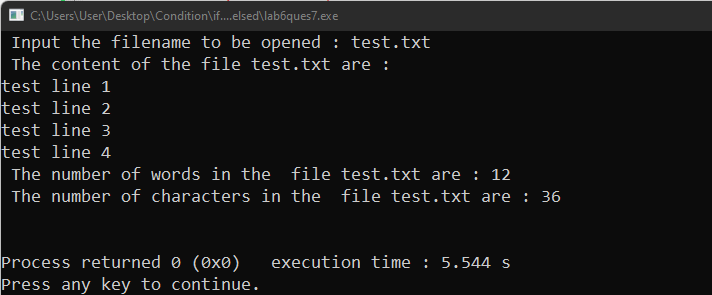 C:\Users\User\Desktop\Condition\if....elsed\lab6ques7.exe
Input the filename to be opened : test.txt
The content of the file test.txt are :
test line 1
test line 2
test line 3
test line 4
The number of words in the  file test.txt are : 12
The number of characters in the  file test.txt are : 36
Process returned 0 (0x0)   execution time : 5.544 s
Press any key to continue.